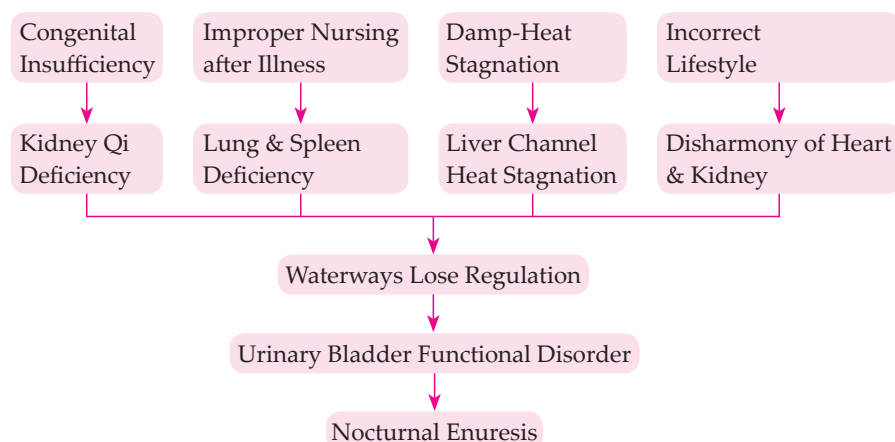 Congenital
Insufficiency
Improper Nursing
after Illness
Damp-Heat
Stagnation
Incorrect
Lifestyle
Kidney Qi
Deficiency
Lung & Spleen
Deficiency
Liver Channel
Heat Stagnation
Disharmony of Heart
& Kidney
Waterways Lose Regulation
Urinary Bladder Functional Disorder
Nocturnal Enuresis